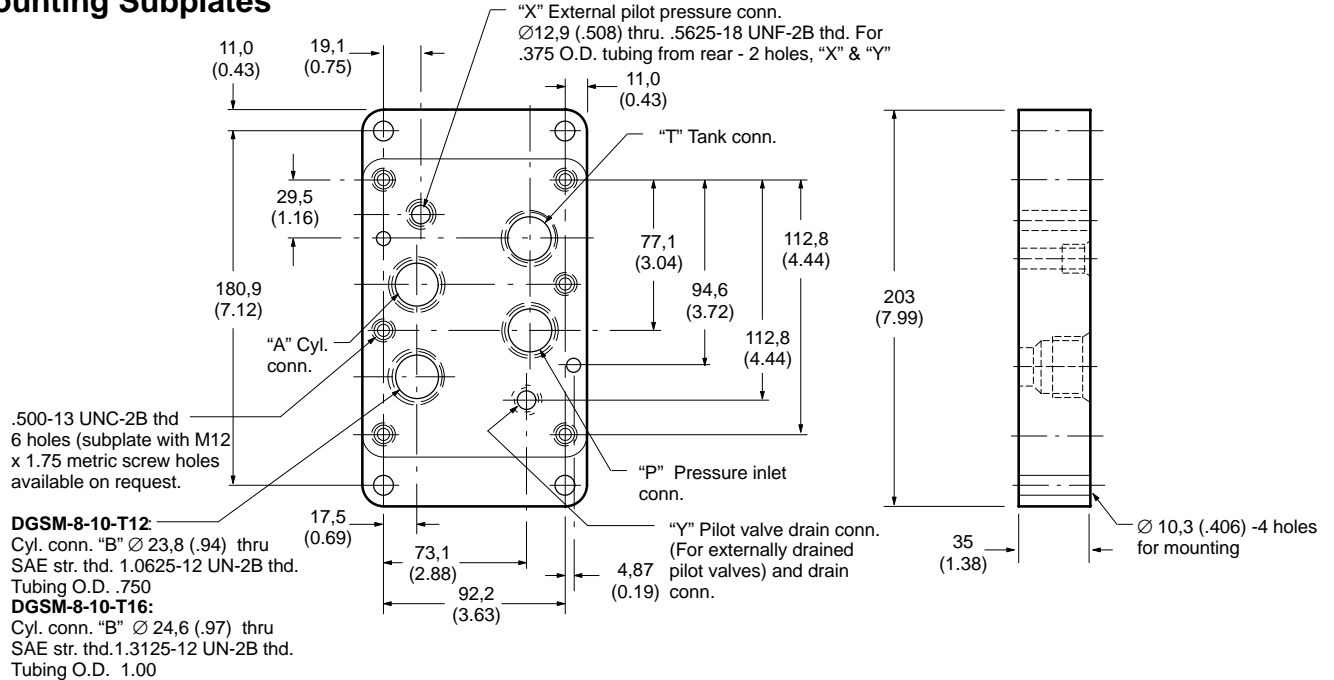 ounting Subplates
"X" External pilot pressure conn.
∅12,9 (.508) thru. .5625-18 UNF-2B thd. For
.375 O.D. tubing from rear - 2 holes, "X" & "Y"
11,0
(0.43)
19,1
(0.75)
11,0
(0.43)
"T" Tank conn.
29,5
(1.16)
180,9
(7.12)
77,1
(3.04)
94,6
(3.72)
112,8
(4.44)
112,8
(4.44)
203
(7.99)
"A" Cyl.
conn.
.500-13 UNC-2B thd
6 holes (subplate with M12
x 1.75 metric screw holes
available on request.
"P" Pressure inlet
conn.
DGSM-8-10-T12:
Cyl. conn. "B" ∅ 23,8 (.94) thru
SAE str. thd. 1.0625-12 UN-2B thd.
Tubing O.D. .750
DGSM-8-10-T16:
Cyl. conn. "B" ∅ 24,6 (.97) thru
SAE str. thd.1.3125-12 UN-2B thd.
Tubing O.D. 1.00
17,5
(0.69)
73,1
(2.88)
92,2
(3.63)
4,87
(0.19)
"Y" Pilot valve drain conn.
(For externally drained
pilot valves) and drain
conn.
35
(1.38)
∅ 10,3 (.406) -4 holes
for mounting